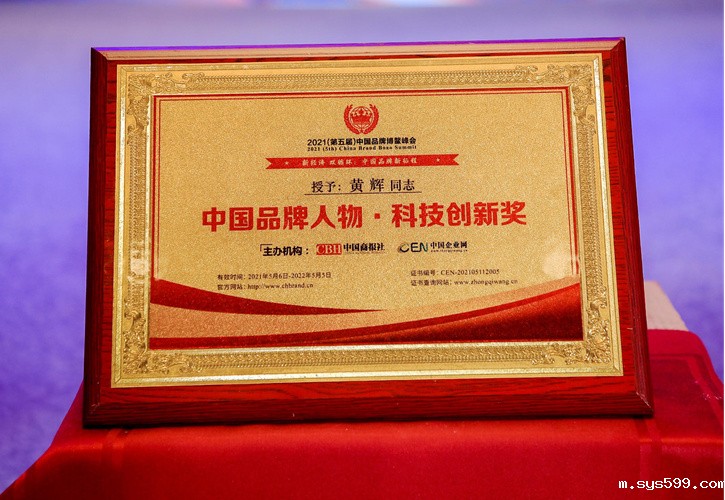 2021(第五届)中国品牌博鳌峰会
2021 (5th) China Brand Boao Summit
新经济 双循环，中国品牌新征程
授予：黄辉 同志
中国品牌人物·科技创新奖
主办机构： CBH 中国商报社 CEN 中国企业网
有效时间：2021年5月6日-2022年5月5日 证书编号：CEN-202105112005
官方网站：http://www.chbrand.cn 证书查询网站：www.zhongqiwang.cn
m.sys599.com